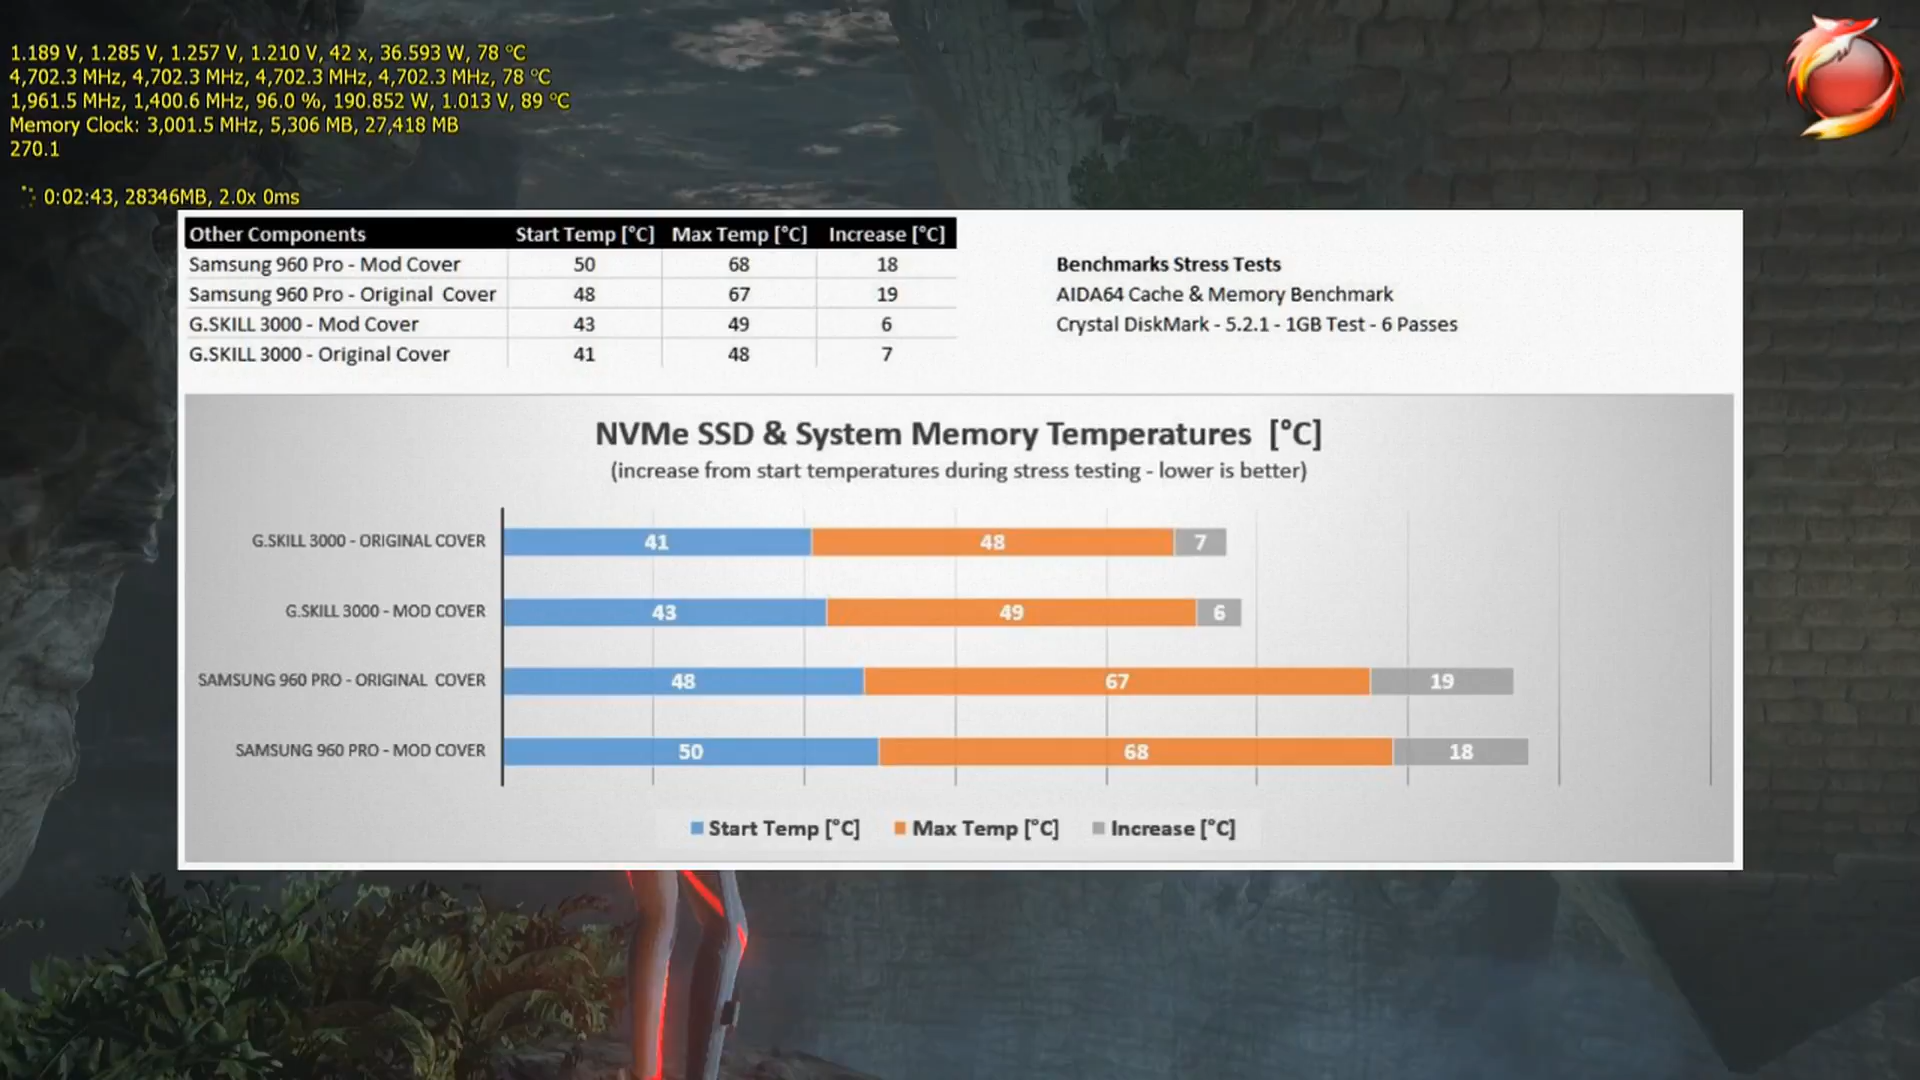 1.189 V, 1.285 V, 1.257 V, 1.210 V, 42 x, 36.593 W, 78 °C
4,702.3 MHz, 4,702.3 MHz, 4,702.3 MHz, 4,702.3 MHz, 78 °C
1,961.5 MHz, 1,400.6 MHz, 96.0 %, 190.852 W, 1.013 V, 89 °C
Memory Clock: 3,001.5 MHz, 5,306 MB, 27,418 MB
270.1
0:02:43, 28346MB, 2.0x 0ms
Other Components Start Temp [°C] Max Temp [°C] Increase [°C]
Samsung 960 Pro - Mod Cover 50 68 18
Samsung 960 Pro - Original Cover 48 67 19
G.SKILL 3000 - Mod Cover 43 49 6
G.SKILL 3000 - Original Cover 41 48 7
Benchmarks Stress Tests
AIDA64 Cache & Memory Benchmark
Crystal DiskMark - 5.2.1 - 1GB Test - 6 Passes
NVMe SSD & System Memory Temperatures [°C]
(increase from start temperatures during stress testing - lower is better)
G.SKILL 3000 - ORIGINAL COVER 41 48 7
G.SKILL 3000 - MOD COVER 43 49 6
SAMSUNG 960 PRO - ORIGINAL COVER 48 67 19
SAMSUNG 960 PRO - MOD COVER 50 68 18
Start Temp [°C] Max Temp [°C] Increase [°C]